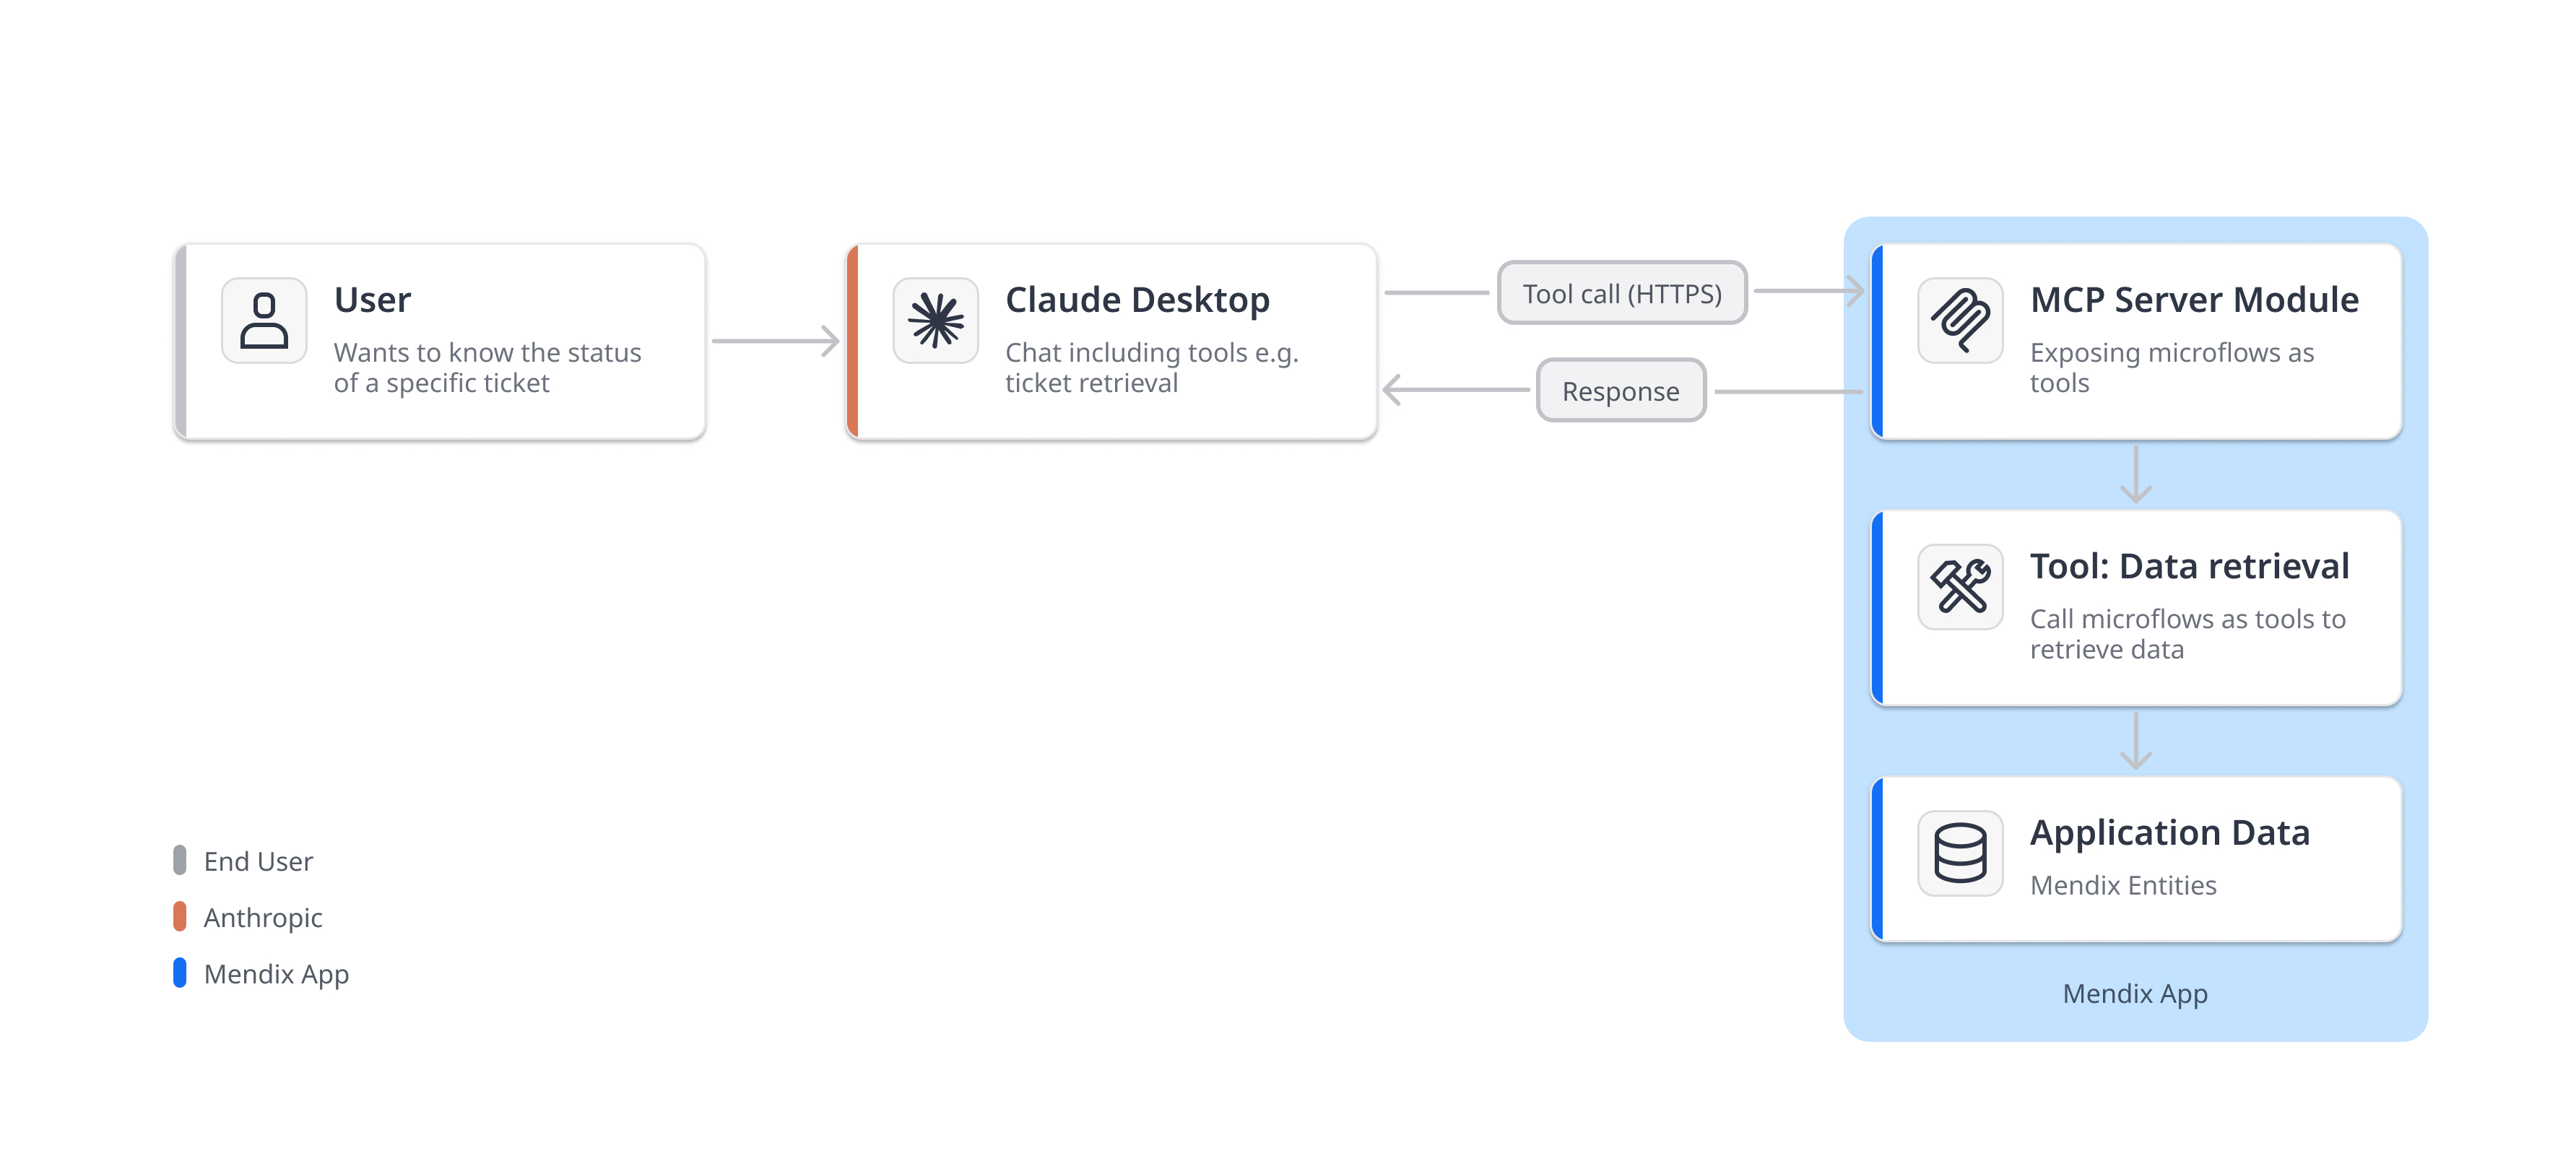 User
Wants to know the status
of a specific ticket
Claude Desktop
Chat including tools e.g.
ticket retrieval
Tool call (HTTPS)
Response
MCP Server Module
Exposing microflows as
tools
Tool: Data retrieval
Call microflows as tools to
retrieve data
Application Data
Mendix Entities
Mendix App
End User
Anthropic
Mendix App